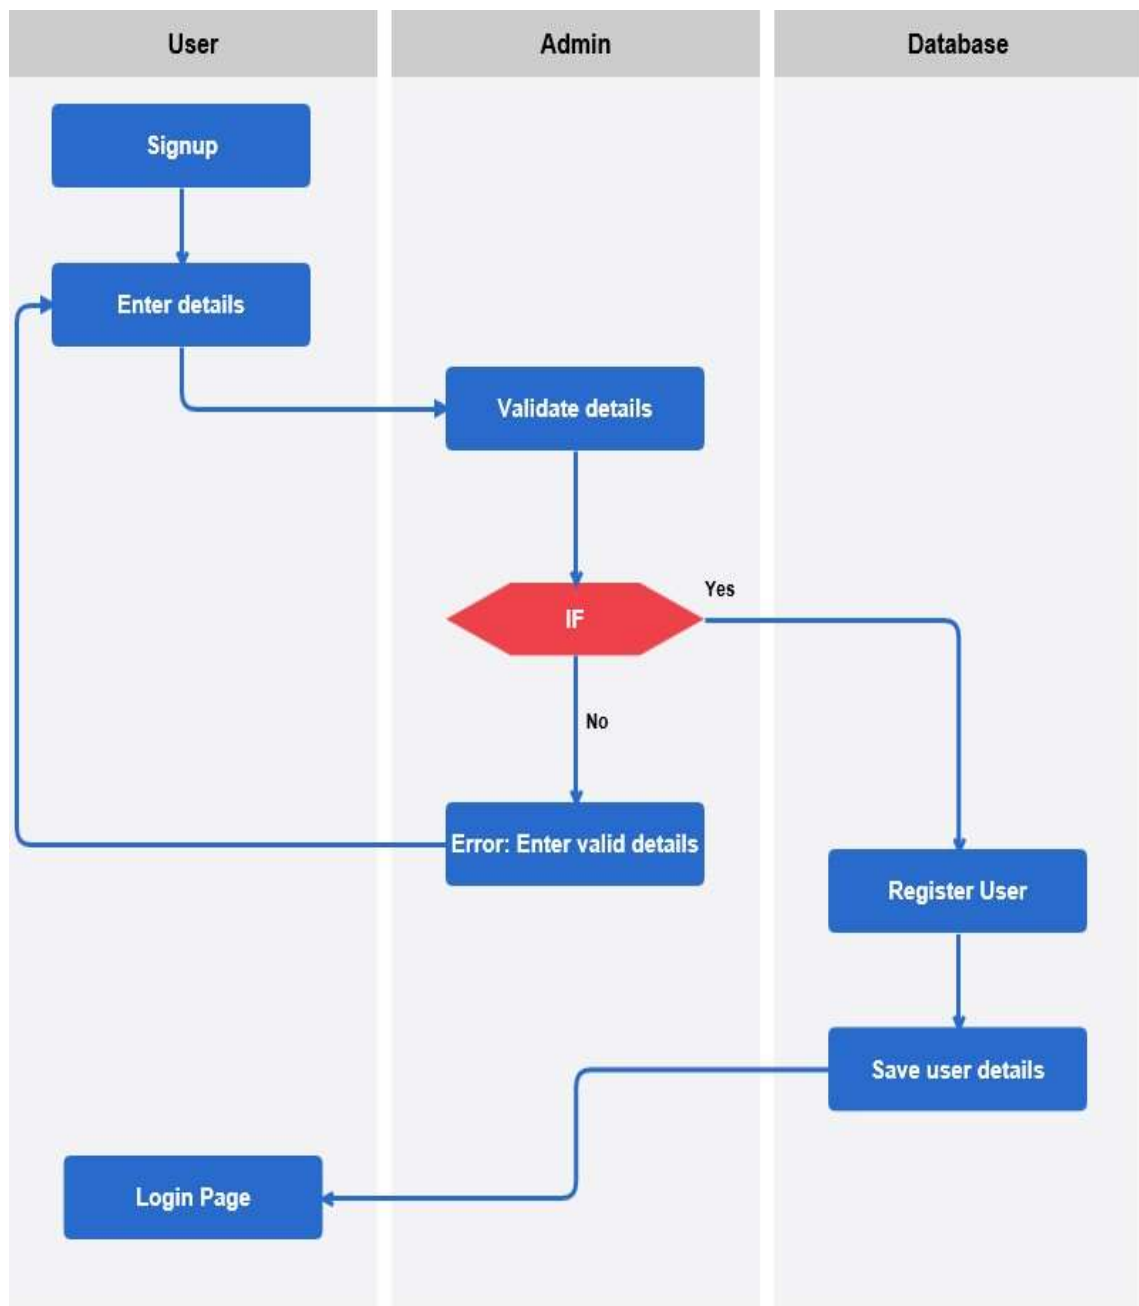 User
Admin
Database
Signup
Enter details
Validate details
IF
Yes
No
Error: Enter valid details
Register User
Save user details
Login Page